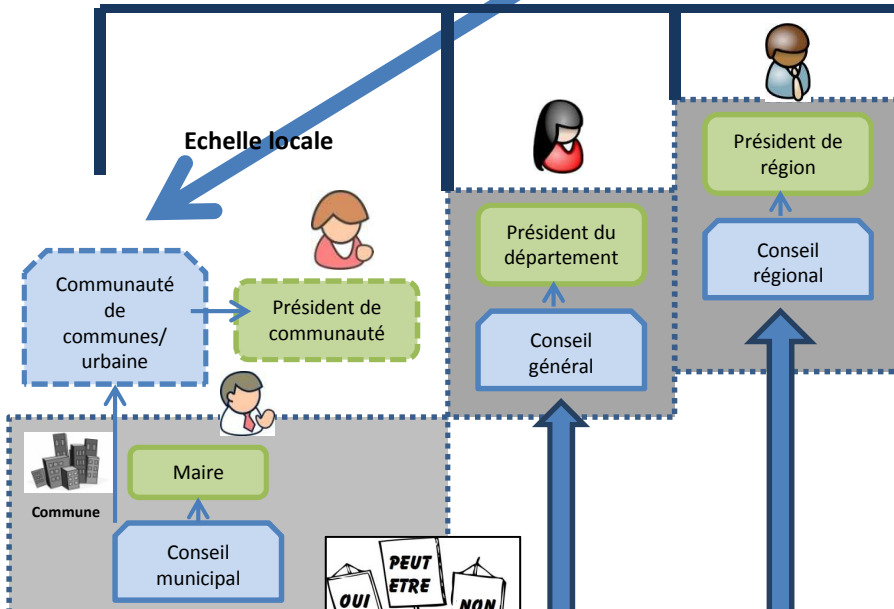 Echelle locale
Président de
région
Conseil
régional
Président du
département
Conseil
général
Communauté
de
communes/
urbaine
Président de
communauté
Commune
Maire
Conseil
municipal
OUI
PEUT
ETRE
NON